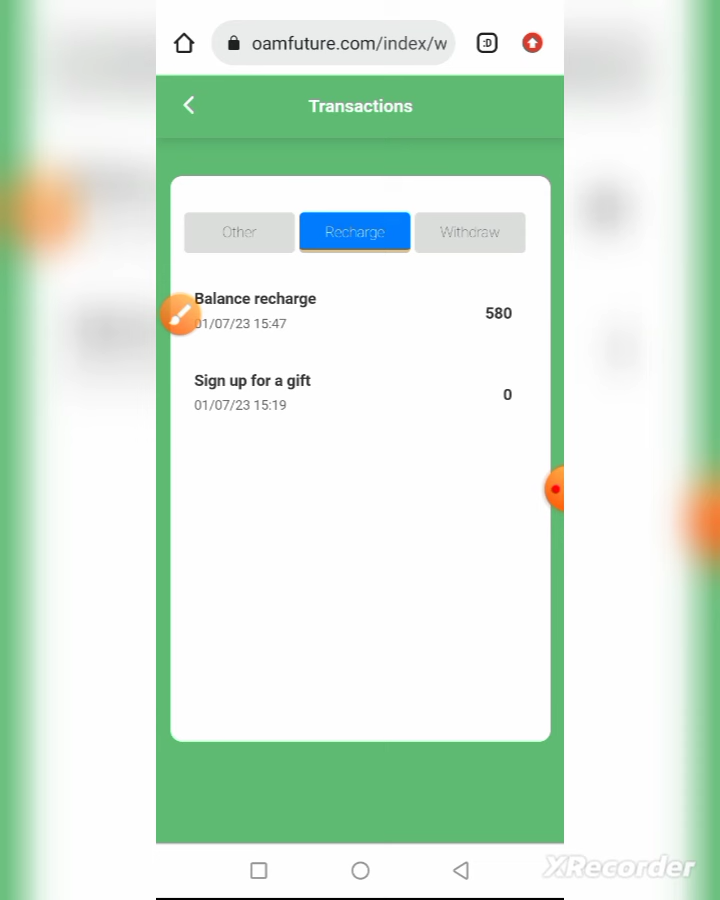 oamfuture.com/index/w
:D
Transactions
Other
Recharge
Withdraw
Balance recharge
01/07/23 15:47
580
Sign up for a gift
01/07/23 15:19
0
XRecorder